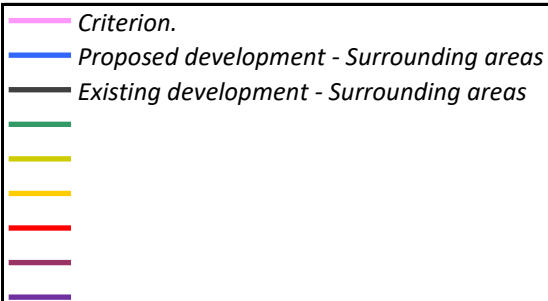 Criterion.
Proposed development - Surrounding areas
Existing development - Surrounding areas